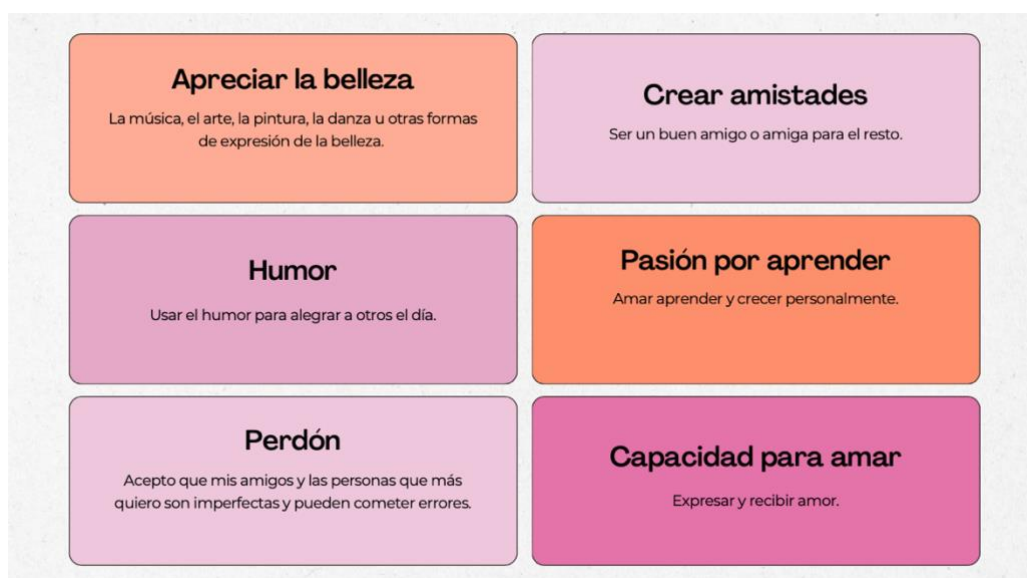 Apreciar la belleza
La música, el arte, la pintura, la danza u otras formas
de expresión de la belleza.
Crear amistades
Ser un buen amigo o amiga para el resto.
Humor
Usar el humor para alegrar a otros el día.
Pasión por aprender
Amar aprender y crecer personalmente.
Perdón
Acepto que mis amigos y las personas que más
quiero son imperfectas y pueden cometer errores.
Capacidad para amar
Expresar y recibir amor.